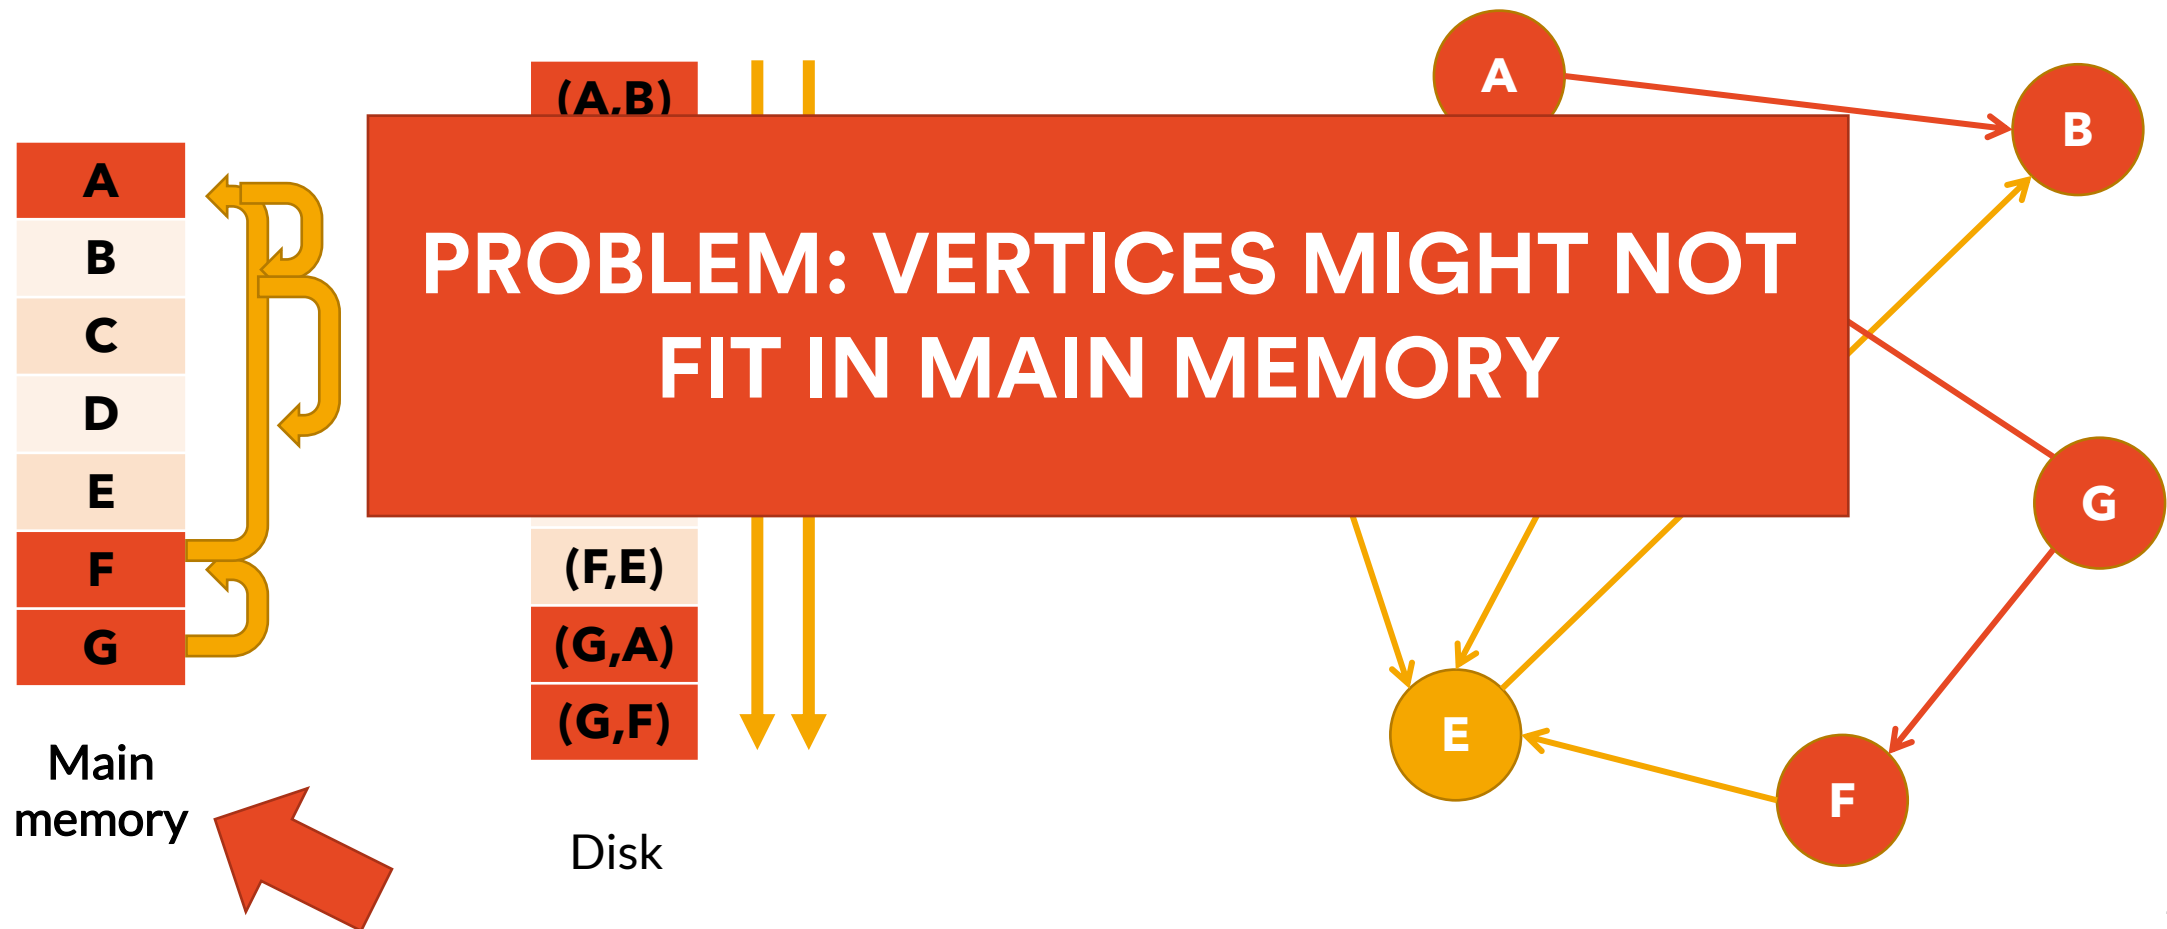 A
B
C
D
E
F
G
Main
memory
(A,B)
(F,E)
(G,A)
(G,F)
Disk
PROBLEM: VERTICES MIGHT NOT
FIT IN MAIN MEMORY
A
B
G
E
F